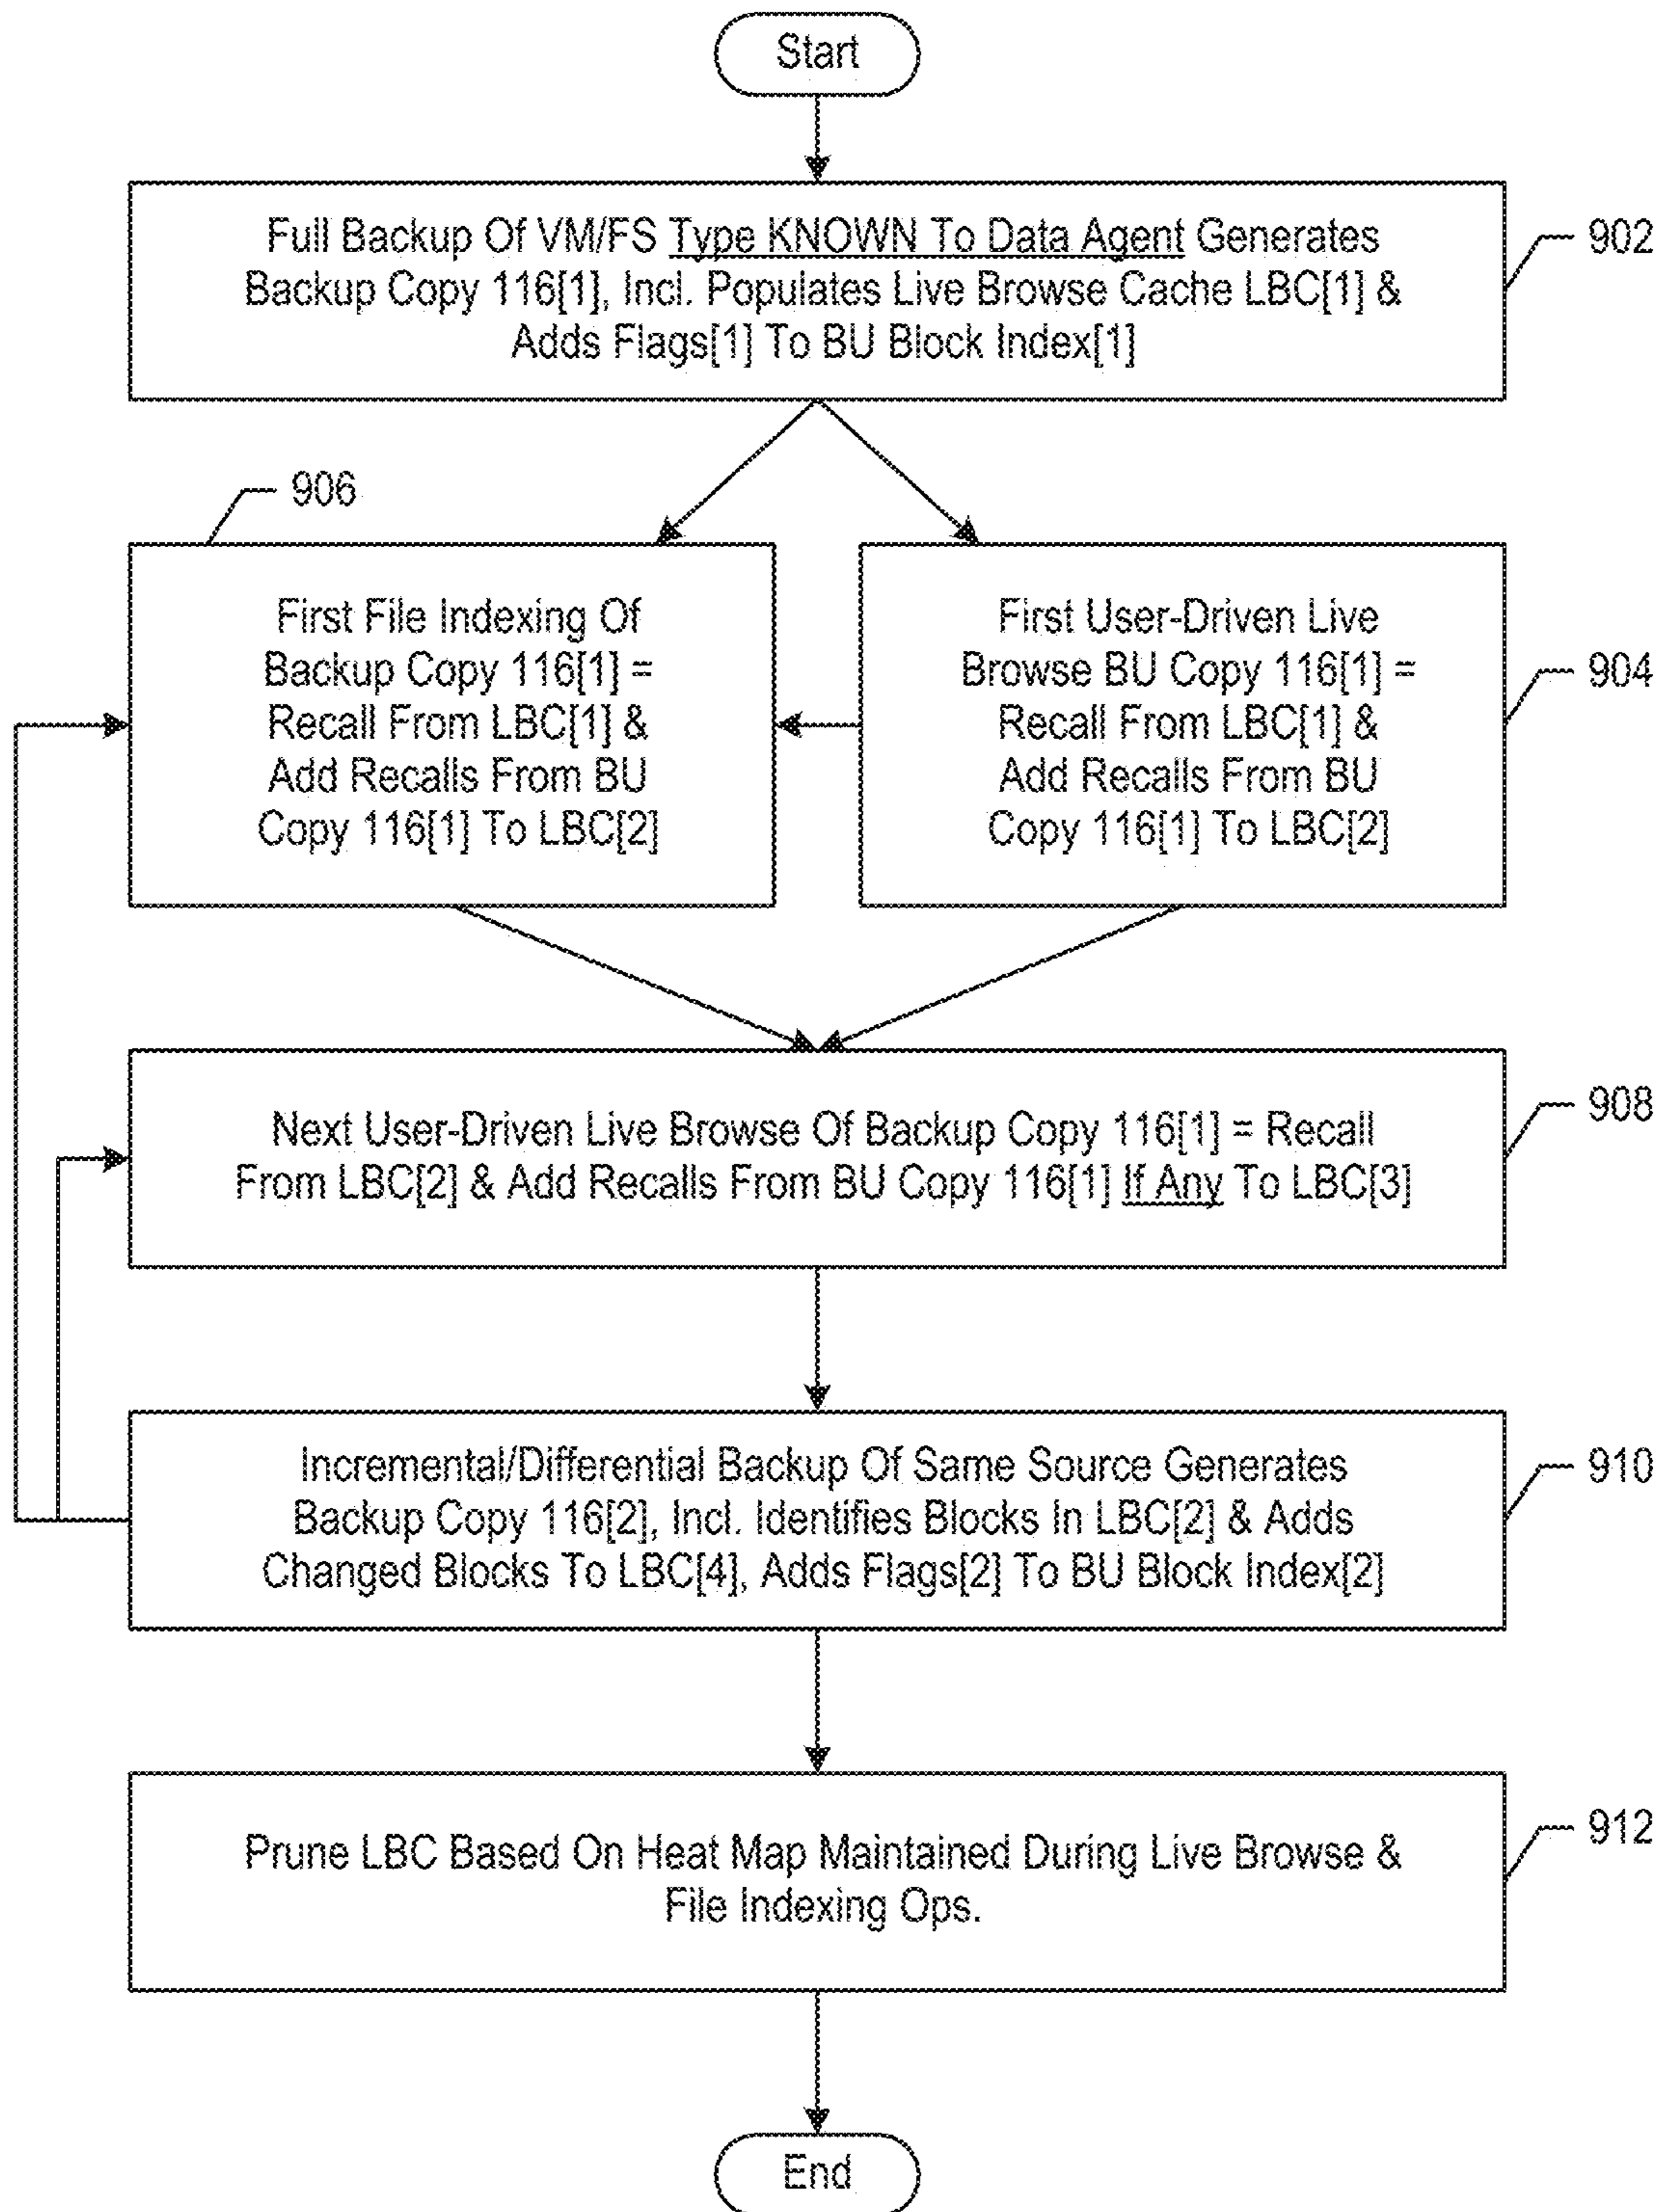 Start
Full Backup Of VM/FS Type KNOWN To Data Agent Generates
Backup Copy 116[1], Incl. Populates Live Browse Cache LBC[1] &
Adds Flags[1] To BU Block Index[1]
902
906
First File Indexing Of
Backup Copy 116[1] =
Recall From LBC[1] &
Add Recalls From BU
Copy 116[1] To LBC[2]
First User-Driven Live
Browse BU Copy 116[1] =
Recall From LBC[1] &
Add Recalls From BU
Copy 116[1] To LBC[2]
904
Next User-Driven Live Browse Of Backup Copy 116[1] = Recall
From LBC[2] & Add Recalls From BU Copy 116[1] If Any To LBC[3]
908
Incremental/Differential Backup Of Same Source Generates
Backup Copy 116[2], Incl. Identifies Blocks In LBC[2] & Adds
Changed Blocks To LBC[4], Adds Flags[2] To BU Block Index[2]
910
Prune LBC Based On Heat Map Maintained During Live Browse &
File Indexing Ops.
912
End